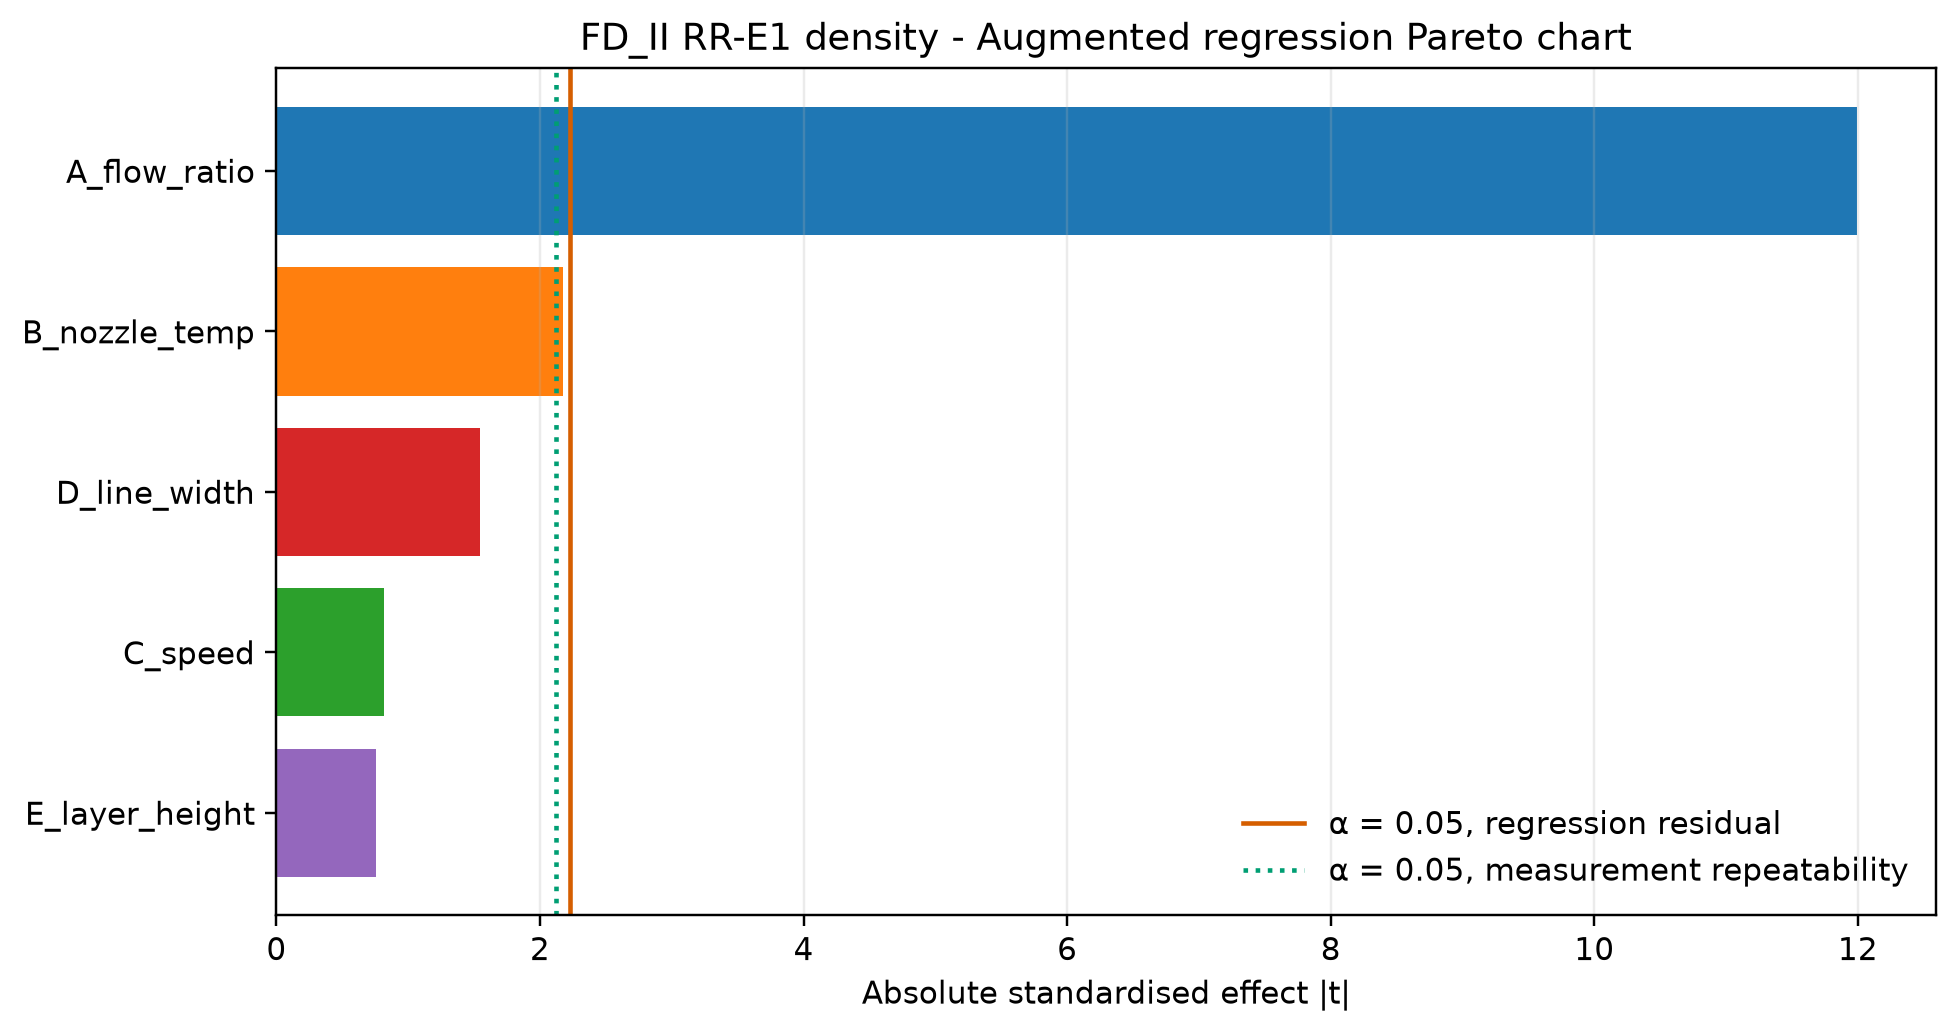 FD_II RR-E1 density - Augmented regression Pareto chart
A_flow_ratio
B_nozzle_temp
D_line_width
C_speed
E_layer_height
α = 0.05, regression residual
α = 0.05, measurement repeatability
0 2 4 6 8 10 12
Absolute standardised effect |t|